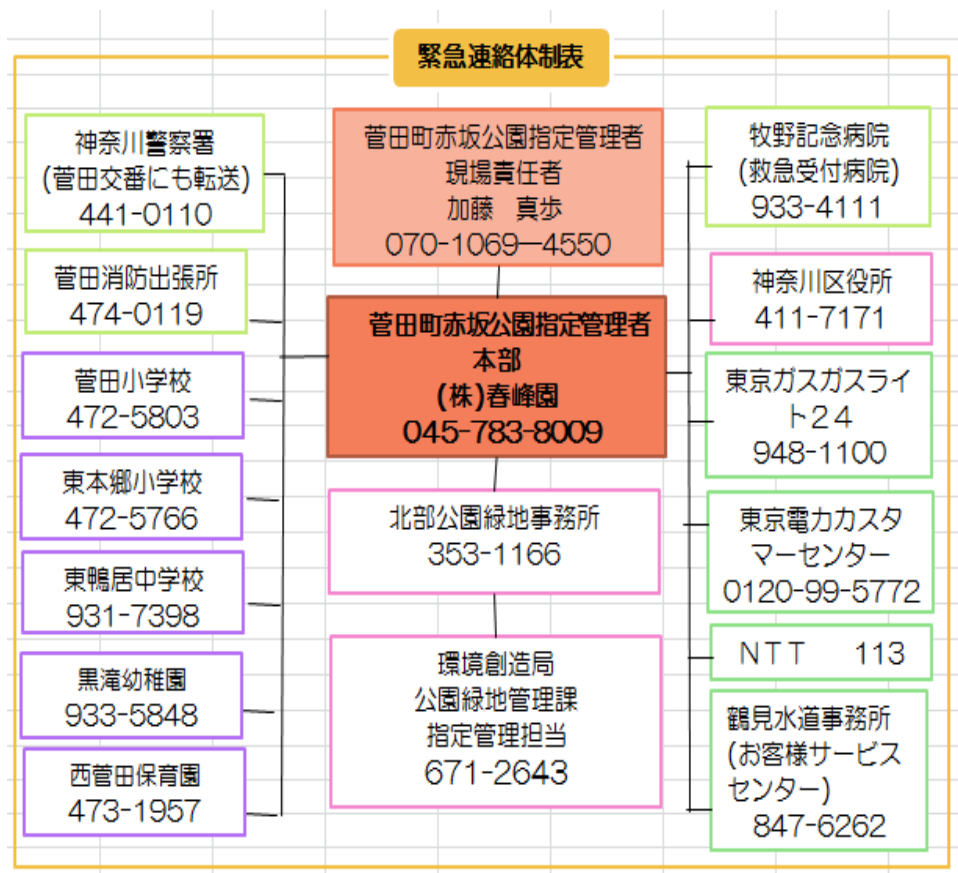 緊急連絡体制表
神奈川警察署
(菅田交番にも転送)
441-0110
菅田消防出張所
474-0119
菅田小学校
472-5803
東本郷小学校
472-5766
東鴨居中学校
931-7398
黒滝幼稚園
933-5848
西菅田保育園
473-1957
菅田町赤坂公園指定管理者
現場責任者
加藤　真歩
070-1069—4550
菅田町赤坂公園指定管理者
本部
(株)春峰園
045-783-8009
北部公園緑地事務所
353-1166
環境創造局
公園緑地管理課
指定管理担当
671-2643
牧野記念病院
(救急受付病院)
933-4111
神奈川区役所
411-7171
東京ガスガスライ
ト２４
948-1100
東京電力カスタ
マーセンター
0120-99-5772
ＮＴＴ　113
鶴見水道事務所
(お客様サービス
センター)
847-6262